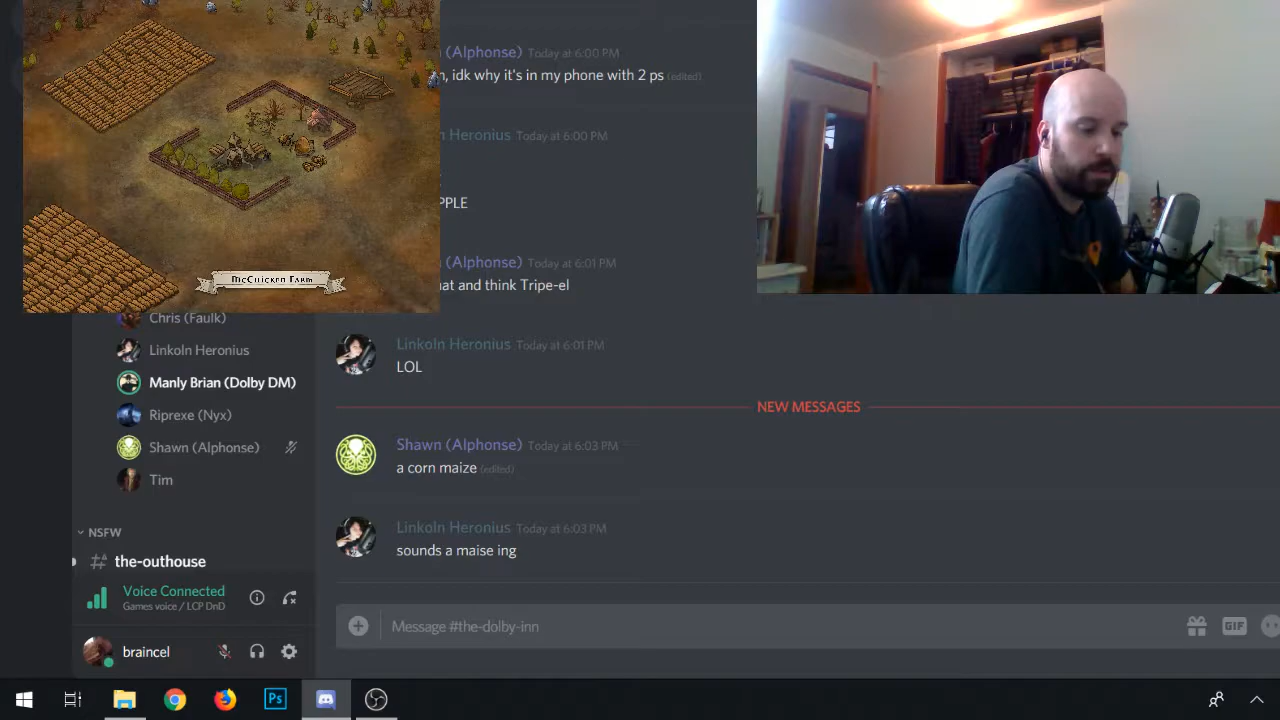 (Alphonse) Today at 6:00 PM
, idk why it's in my phone with 2 ps (edited)
Heronius Today at 6:00 PM
PPLE
(Alphonse) Today at 6:01 PM
at and think Tripe-el
McChicken Farm
Chris (Faulk)
Linkoln Heronius
Manly Brian (Dolby DM)
Riprexe (Nyx)
Shawn (Alphonse)
Tim
NSFW
the-outhouse
Voice Connected
Games voice / LCP DnD
braincel
Linkoln Heronius Today at 6:01 PM
LOL
NEW MESSAGES
Shawn (Alphonse) Today at 6:03 PM
a corn maize (edited)
Linkoln Heronius Today at 6:03 PM
sounds a maise ing
Message #the-dolby-inn
GIF
Ps